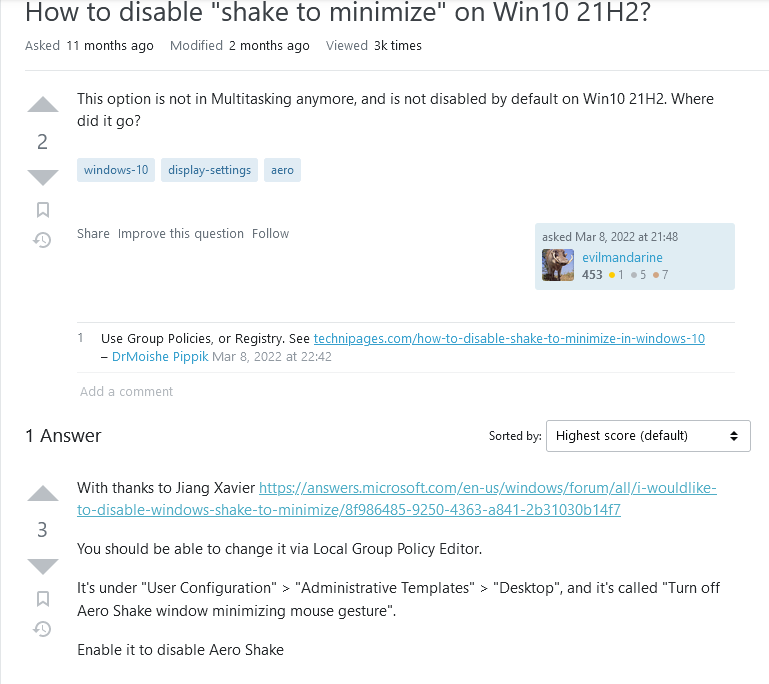 How to disable "shake to minimize" on Win10 21H2?
Asked 11 months ago Modified 2 months ago Viewed 3k times
This option is not in Multitasking anymore, and is not disabled by default on Win10 21H2. Where
did it go?
2
windows-10 display-settings aero
Share Improve this question Follow
asked Mar 8, 2022 at 21:48
evilmandarine
453 1 5 7
1 Use Group Policies, or Registry. See technipages.com/how-to-disable-shake-to-minimize-in-windows-10
– DrMoishe Pippik Mar 8, 2022 at 22:42
Add a comment
1 Answer
Sorted by: Highest score (default)
With thanks to Jiang Xavier https://answers.microsoft.com/en-us/windows/forum/all/i-wouldlike-
to-disable-windows-shake-to-minimize/8f986485-9250-4363-a841-2b31030b14f7
3
You should be able to change it via Local Group Policy Editor.
It's under "User Configuration" > "Administrative Templates" > "Desktop", and it's called "Turn off
Aero Shake window minimizing mouse gesture".
Enable it to disable Aero Shake